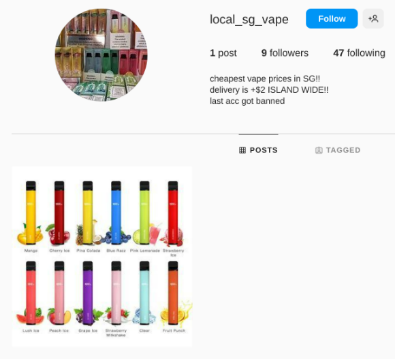 local_sg_vape
Follow
1 post 9 followers 47 following
cheapest vape prices in SG!!
delivery is +$2 ISLAND WIDE!!
last acc got banned
POSTS
TAGGED
Mango Cherry Ice Pina Colada Blue Razz Pink Lemonade Strawberry
Ice
Lush Ice Peach Ice Grape Ice Strawberry Clear Fruit Punch
Milkshake